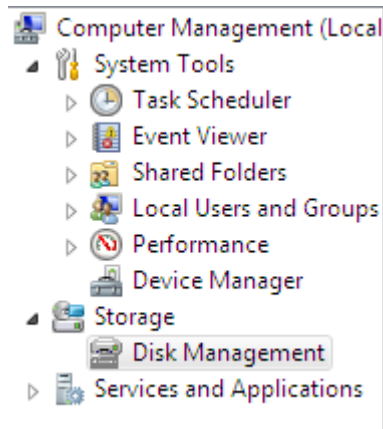 Computer Management (Local
System Tools
Task Scheduler
Event Viewer
Shared Folders
Local Users and Groups
Performance
Device Manager
Storage
Disk Management
Services and Applications